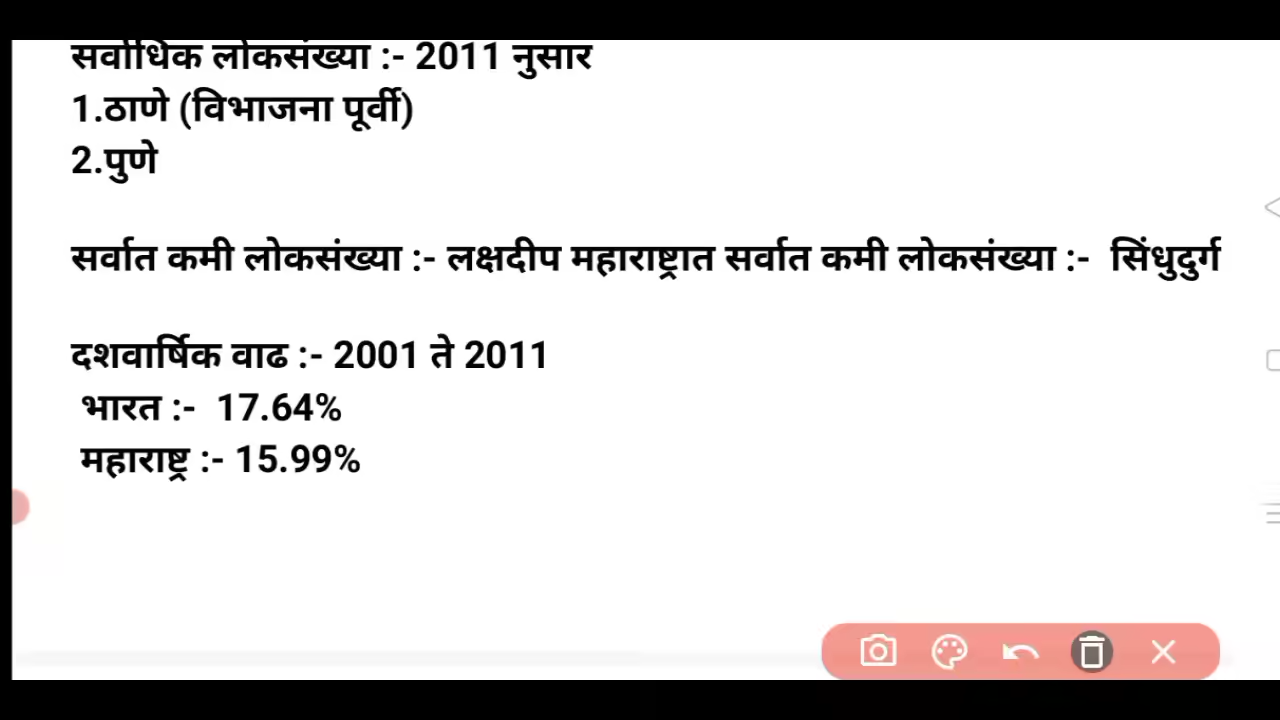 सर्वाधिक लोकसंख्या :- 2011 नुसार
1.ठाणे (विभाजना पूर्वी)
2.पुणे
सर्वात कमी लोकसंख्या :- लक्षदीप महाराष्ट्रात सर्वात कमी लोकसंख्या :- सिंधुदुर्ग
दशवार्षिक वाढ :- 2001 ते 2011
भारत :- 17.64%
महाराष्ट्र :- 15.99%